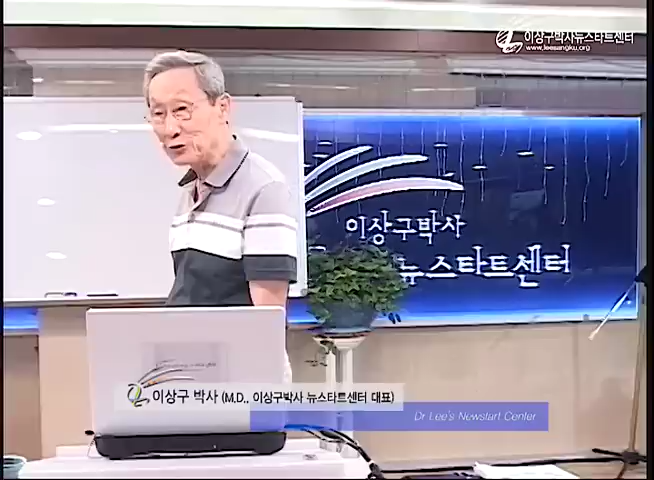 이상구박사뉴스타트센터
www.leesangku.org
이상구박사
뉴스타트센터
이상구 박사 (M.D., 이상구박사 뉴스타트센터 대표)
Dr Lee's Newstart Center